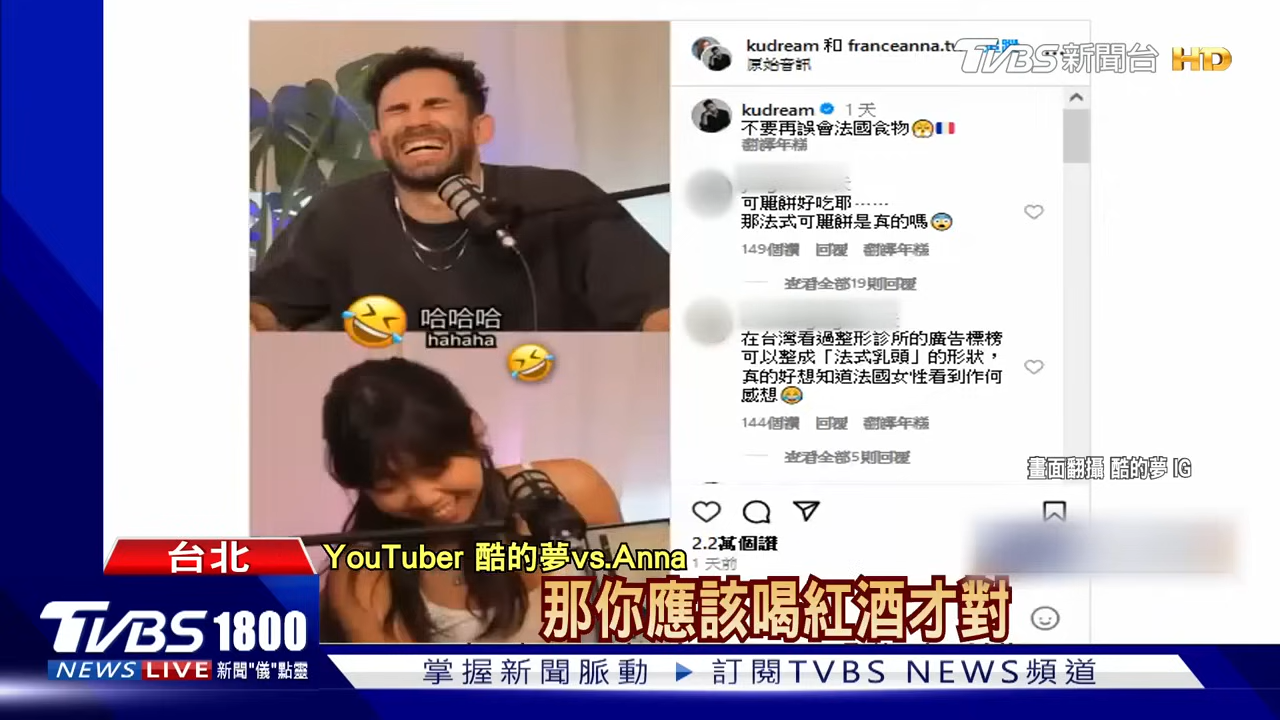 kudream 和 franceanna.tv
原始音訊
TVBS新聞台 HD
kudream 1 天
不要再誤會法國食物😤🇫🇷
翻譯年糕
可麗餅好吃耶⋯⋯
那法式可麗餅是真的嗎😨
149個讚 回覆 翻譯年糕
查看全部19則回覆
在台灣看過整形診所的廣告標榜
可以整成「法式乳頭」的形狀，
真的好想知道法國女性看到作何
感想😂
144個讚 回覆 翻譯年糕
查看全部5則回覆
哈哈哈
hahaha
畫面翻攝 酷的夢 IG
2.2萬個讚
1 天前
台北
YouTuber 酷的夢vs.Anna
那你應該喝紅酒才對
TVBS 1800
NEWS LIVE 新聞"儀"點靈
掌握新聞脈動 ▶ 訂閱TVBS NEWS頻道